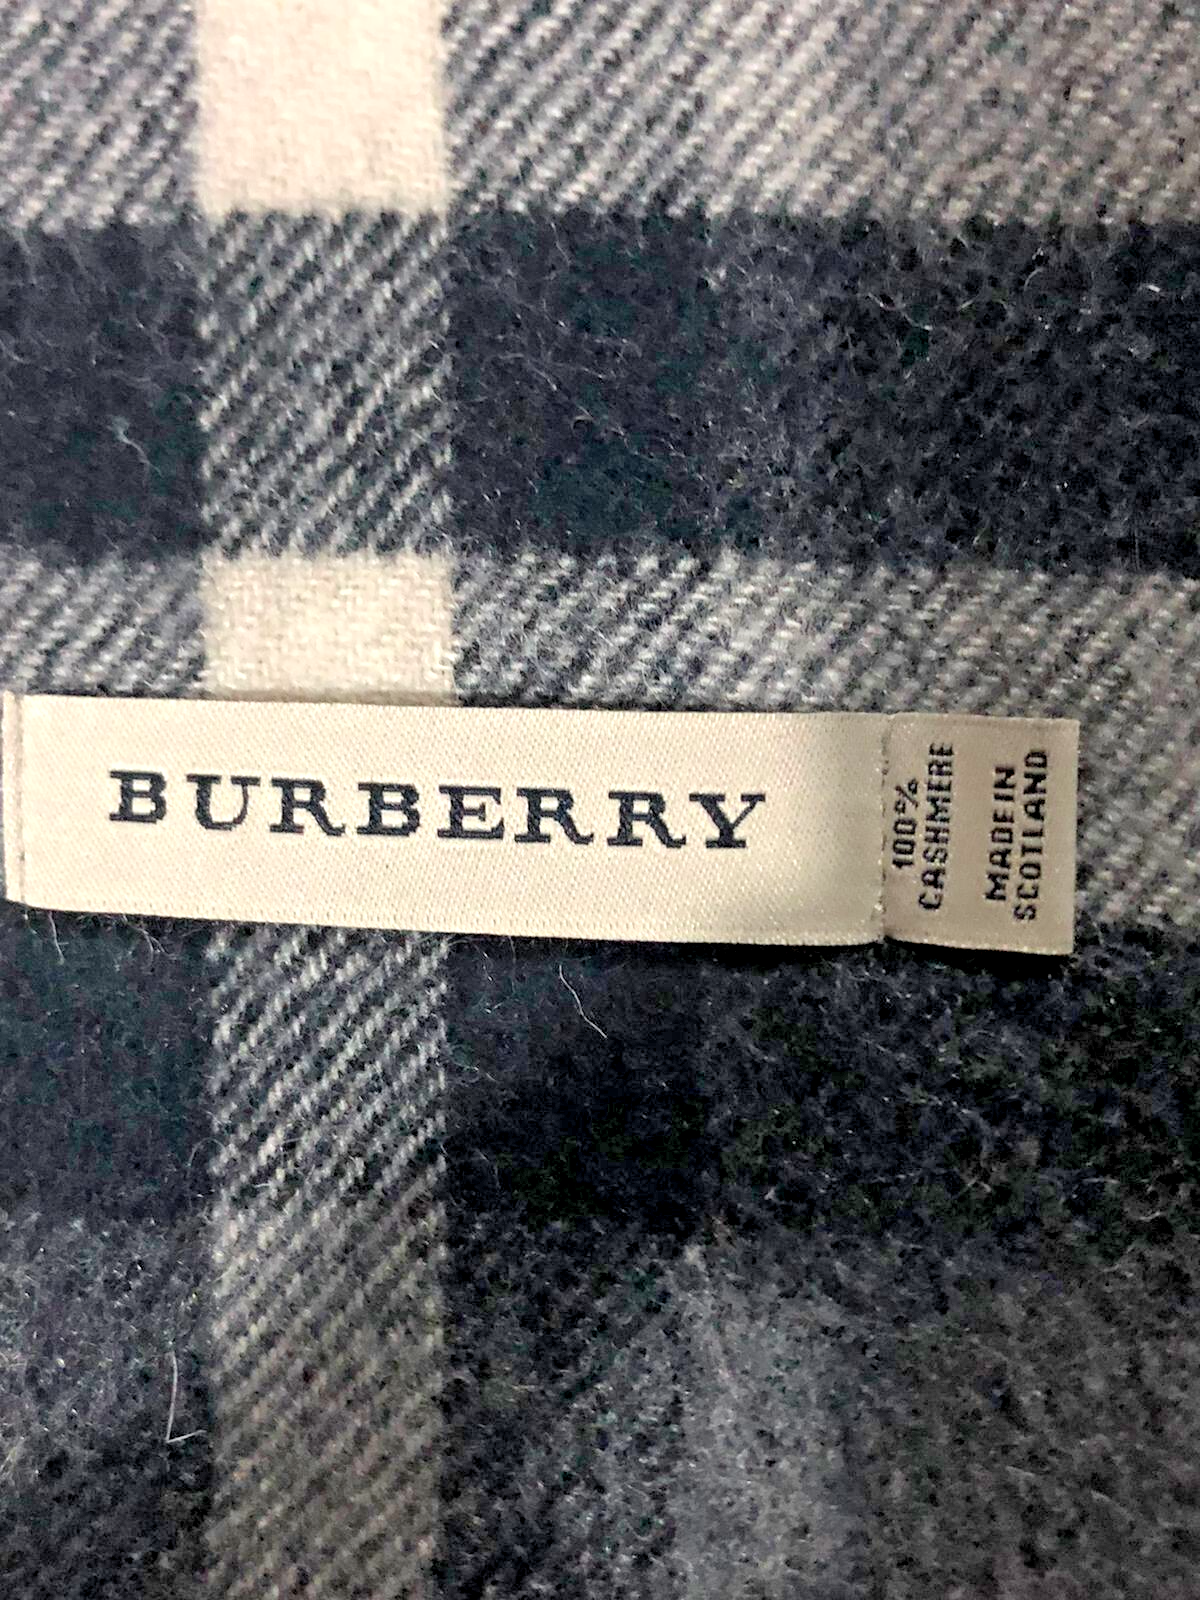 BURBERRY
100%
CASHMERE
MADE IN
SCOTLAND